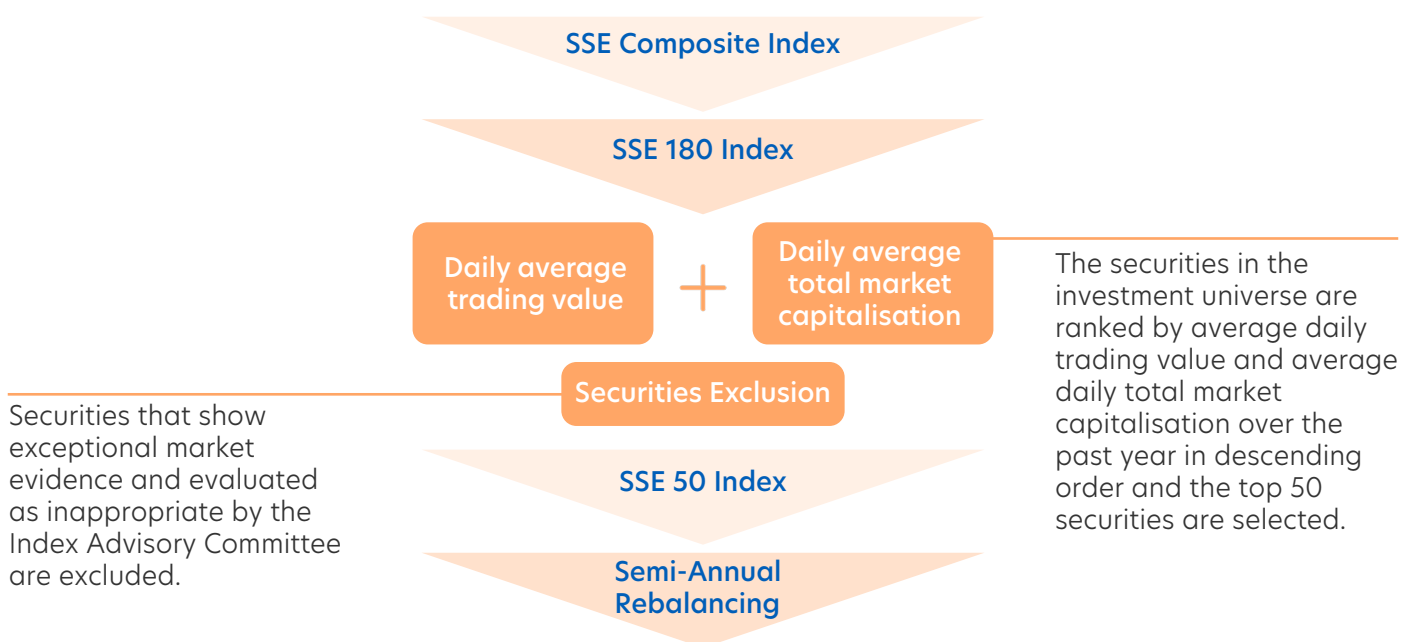 SSE Composite Index
SSE 180 Index
Daily average
trading value
+
Daily average
total market
capitalisation
The securities in the
investment universe are
ranked by average daily
trading value and average
daily total market
capitalisation over the
past year in descending
order and the top 50
securities are selected.
Securities Exclusion
Securities that show
exceptional market
evidence and evaluated
as inappropriate by the
Index Advisory Committee
are excluded.
SSE 50 Index
Semi-Annual
Rebalancing